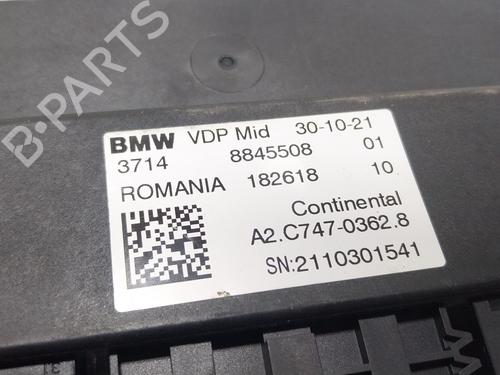 BMW VDP Mid 30-10-21
3714 8845508 01
ROMANIA 182618 10
Continental
A2.C747-0362.8
SN:2110301541
B-PARTS